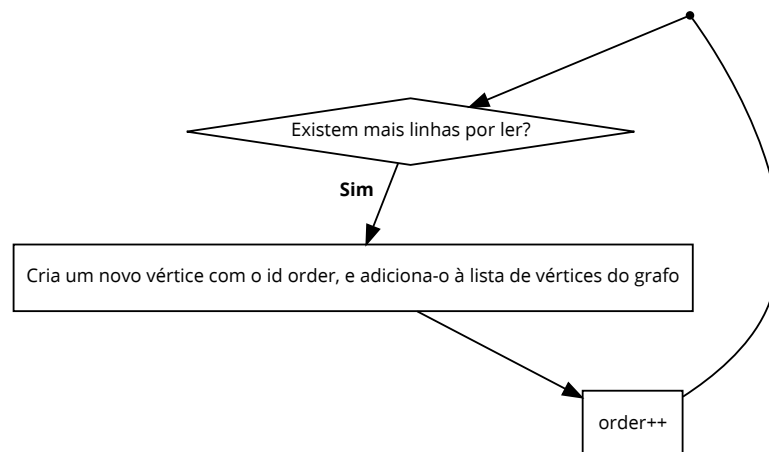 Existem mais linhas por ler?
Sim
Cria um novo vértice com o id order, e adiciona-o à lista de vértices do grafo
order++